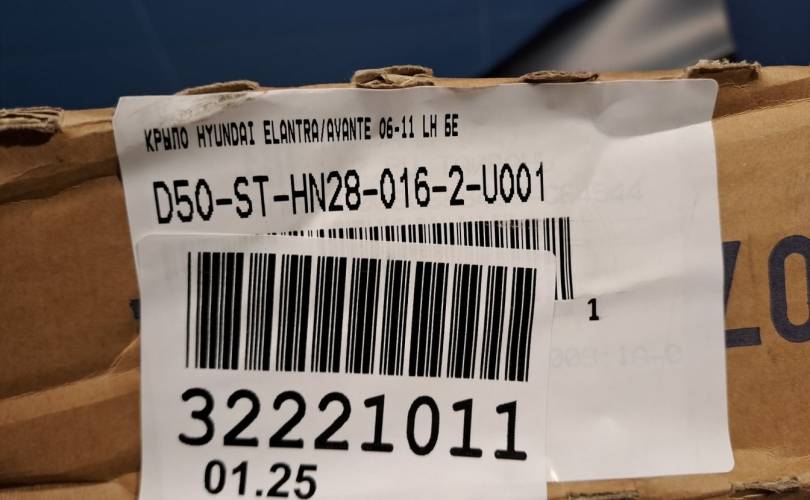 КРЫЛО HYUNDAI ELANTRA/AVANTE 06-11 LH БЕ
D50-ST-HN28-016-2-U001
1
32221011
01.25